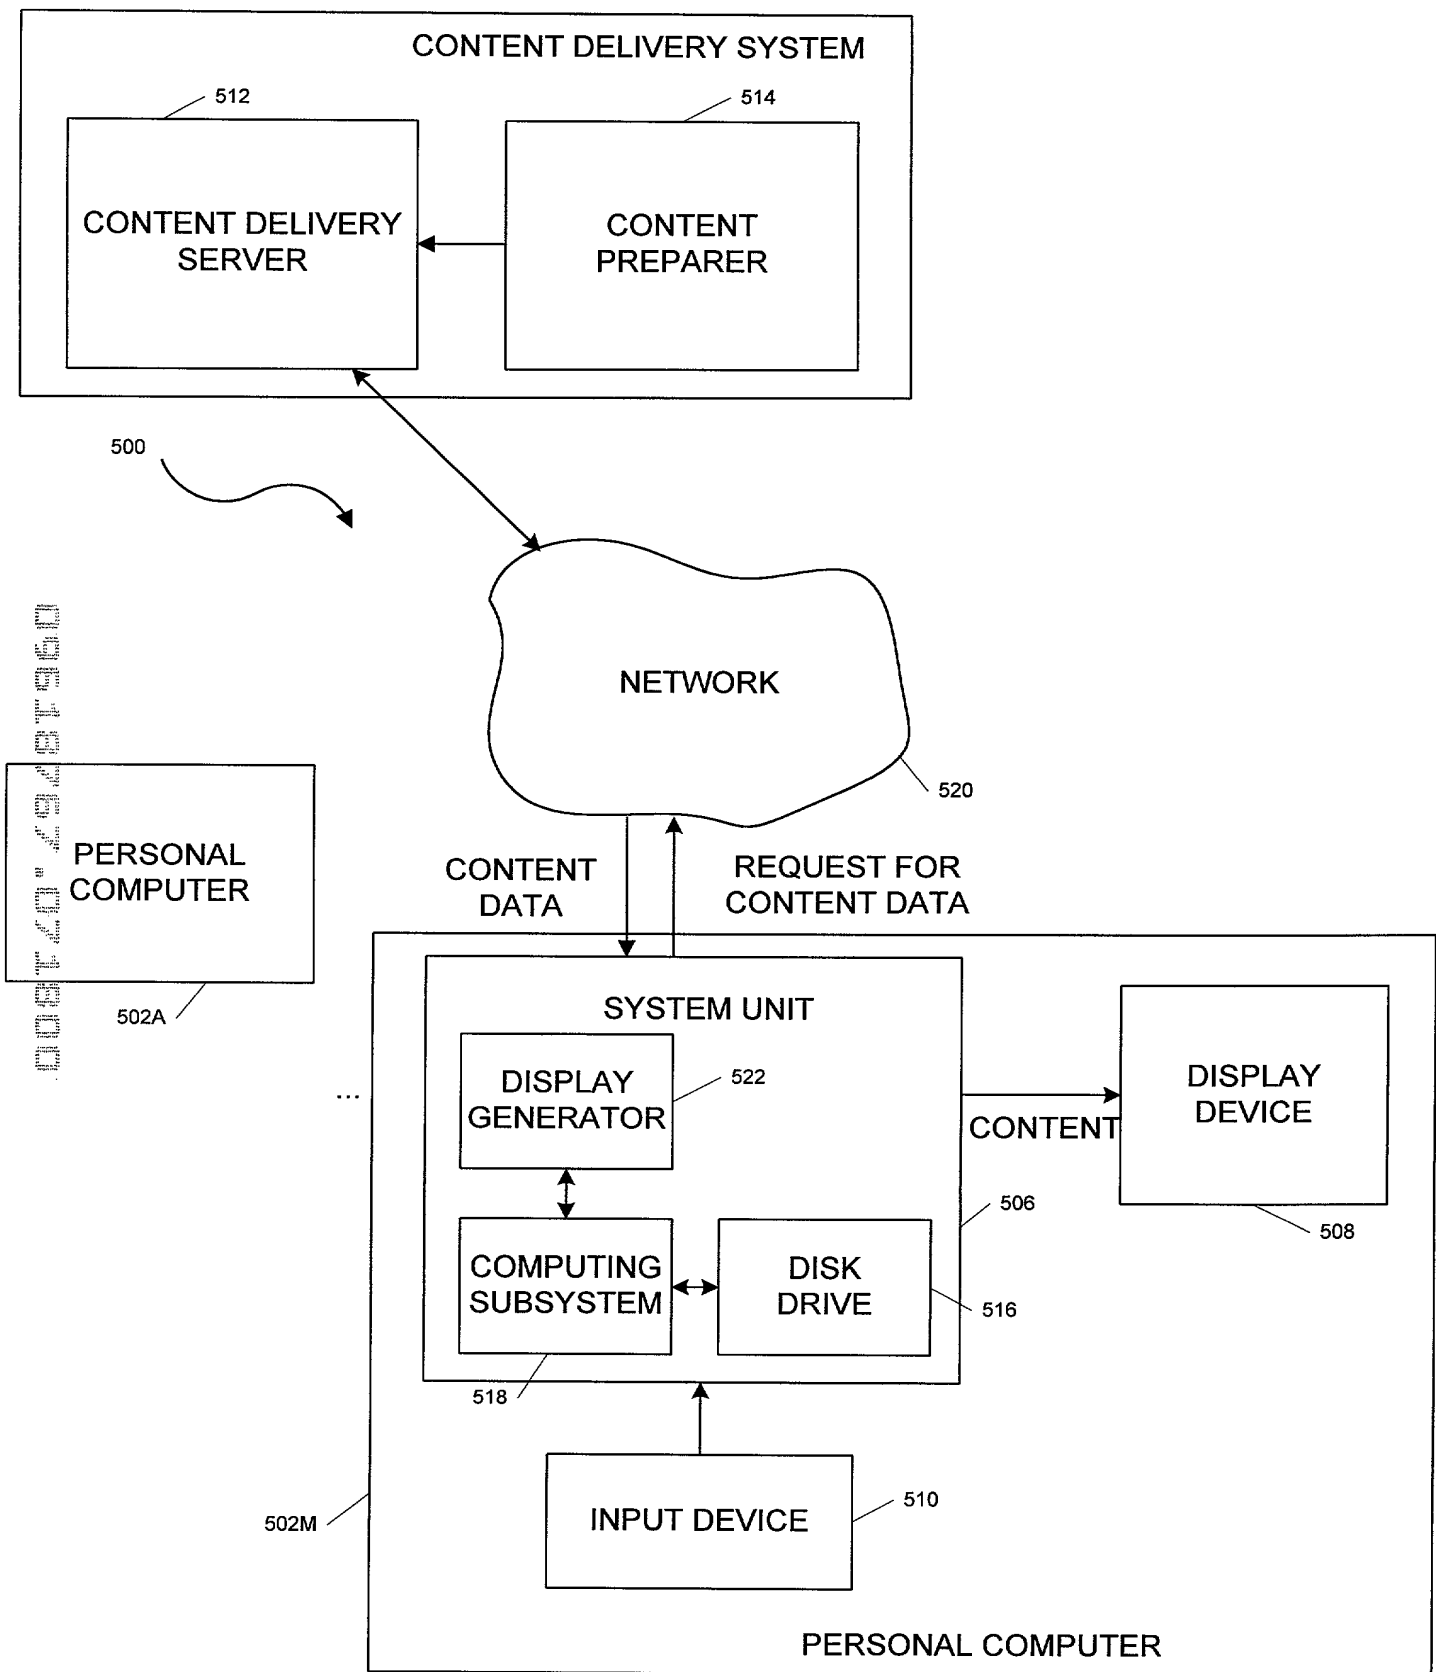 CONTENT DELIVERY SYSTEM
512
514
CONTENT DELIVERY
SERVER
CONTENT
PREPARER
500
NETWORK
520
PERSONAL
COMPUTER
502A
CONTENT
DATA
REQUEST FOR
CONTENT DATA
SYSTEM UNIT
DISPLAY
GENERATOR
522
...
CONTENT
DISPLAY
DEVICE
508
506
COMPUTING
SUBSYSTEM
518
DISK
DRIVE
516
INPUT DEVICE
510
502M
PERSONAL COMPUTER